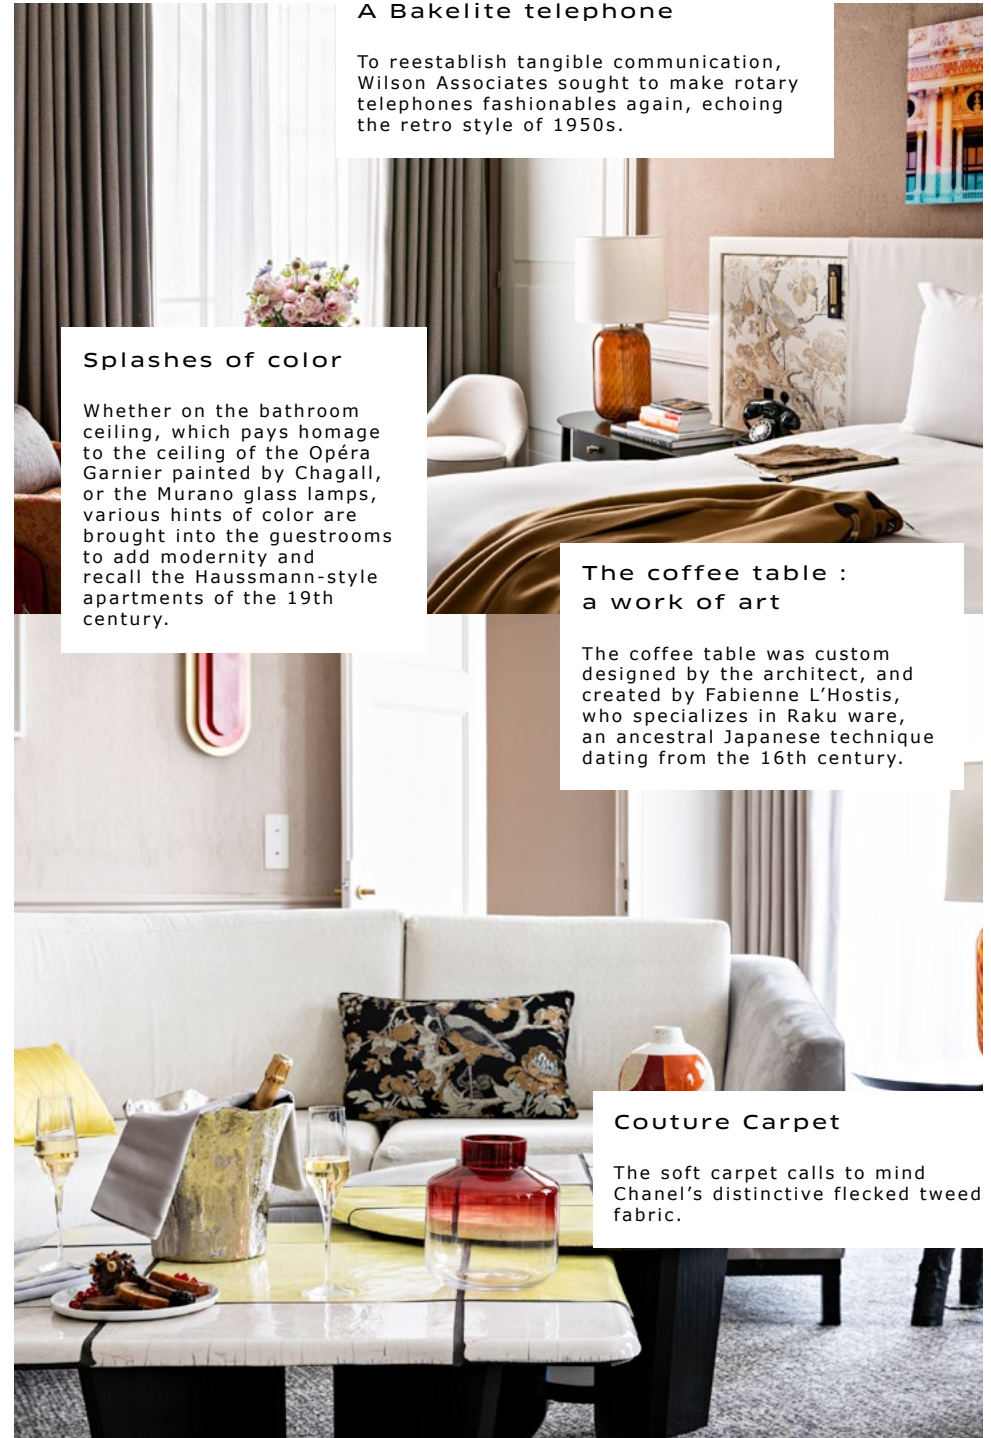 A Bakelite telephone
To reestablish tangible communication,
Wilson Associates sought to make rotary
telephones fashionables again, echoing
the retro style of 1950s.
Splashes of color
Whether on the bathroom
ceiling, which pays homage
to the ceiling of the Opéra
Garnier painted by Chagall,
or the Murano glass lamps,
various hints of color are
brought into the guestrooms
to add modernity and
recall the Haussmann-style
apartments of the 19th
century.
The coffee table :
a work of art
The coffee table was custom
designed by the architect, and
created by Fabienne L’Hostis,
who specializes in Raku ware,
an ancestral Japanese technique
dating from the 16th century.
Couture Carpet
The soft carpet calls to mind
Chanel’s distinctive flecked tweed
fabric.